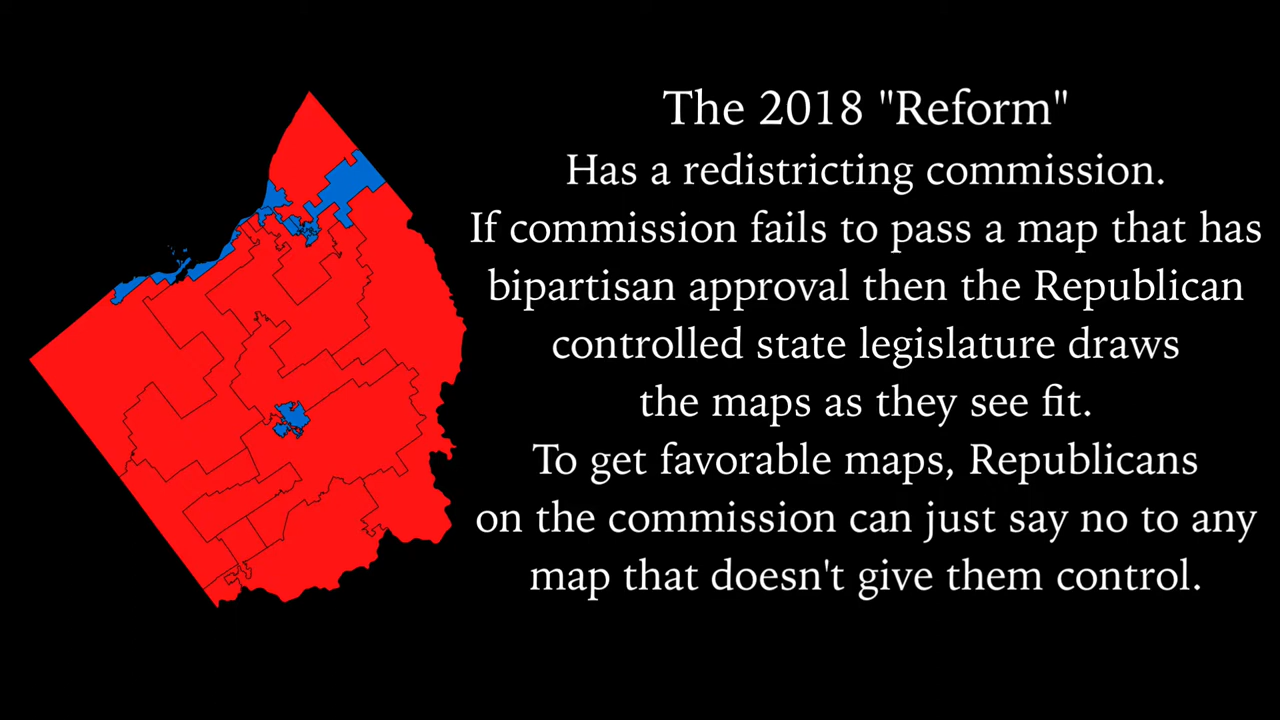 The 2018 "Reform"
Has a redistricting commission.
If commission fails to pass a map that has
bipartisan approval then the Republican
controlled state legislature draws
the maps as they see fit.
To get favorable maps, Republicans
on the commission can just say no to any
map that doesn't give them control.